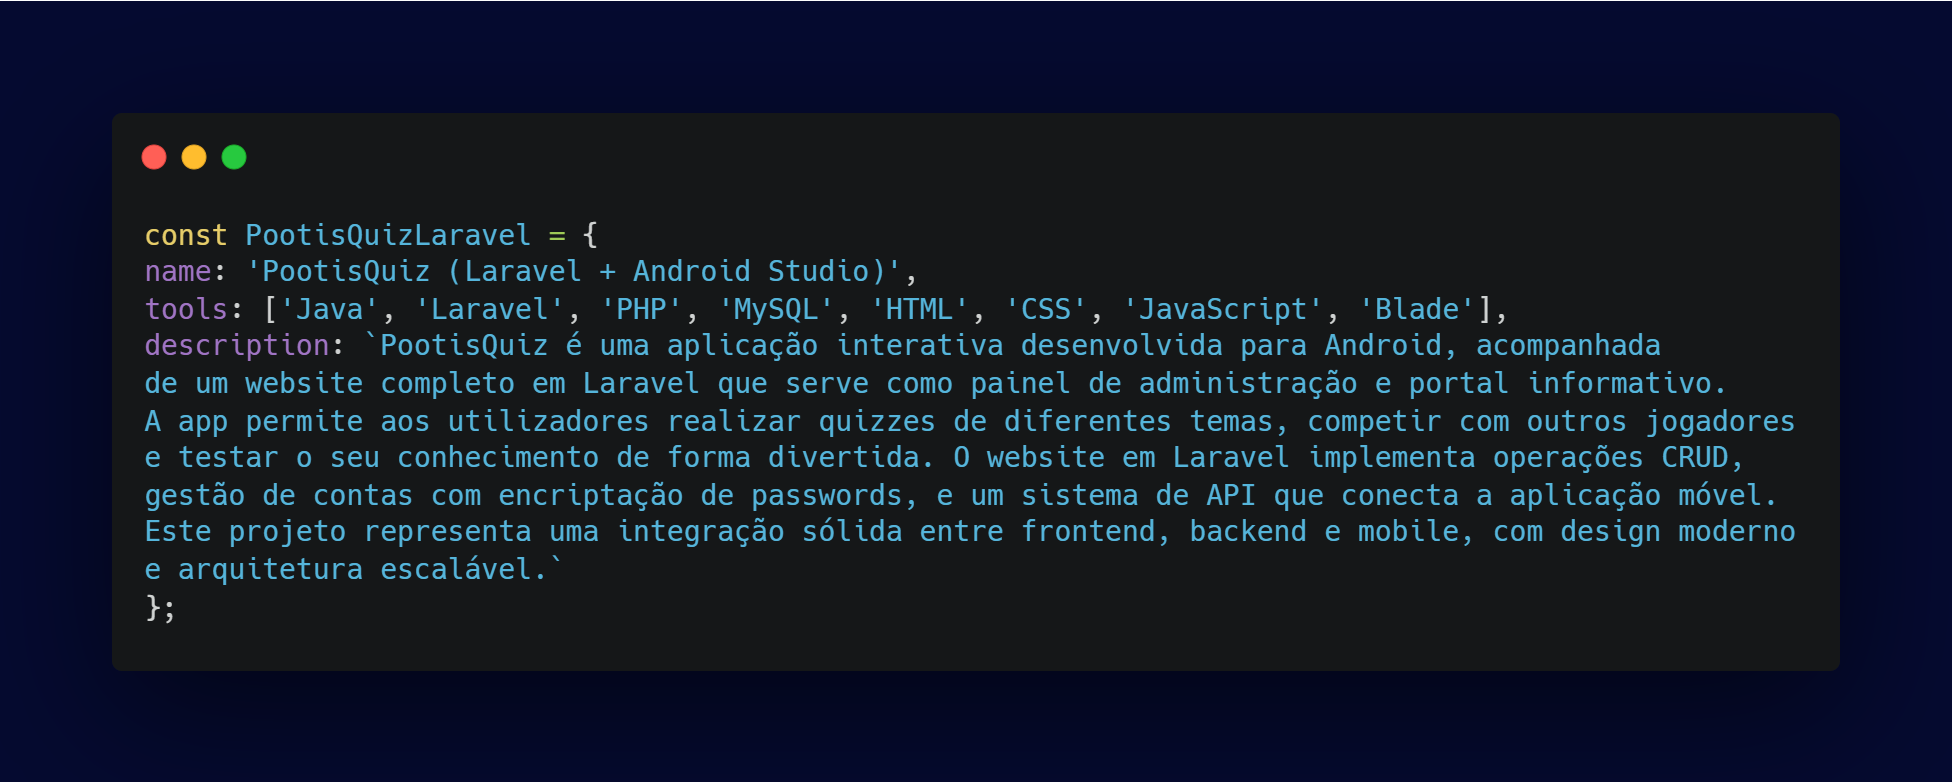 const PootisQuizLaravel = {
name: 'PootisQuiz (Laravel + Android Studio)',
tools: ['Java', 'Laravel', 'PHP', 'MySQL', 'HTML', 'CSS', 'JavaScript', 'Blade'],
description: `PootisQuiz é uma aplicação interativa desenvolvida para Android, acompanhada
de um website completo em Laravel que serve como painel de administração e portal informativo.
A app permite aos utilizadores realizar quizzes de diferentes temas, competir com outros jogadores
e testar o seu conhecimento de forma divertida. O website em Laravel implementa operações CRUD,
gestão de contas com encriptação de passwords, e um sistema de API que conecta a aplicação móvel.
Este projeto representa uma integração sólida entre frontend, backend e mobile, com design moderno
e arquitetura escalável.`
};